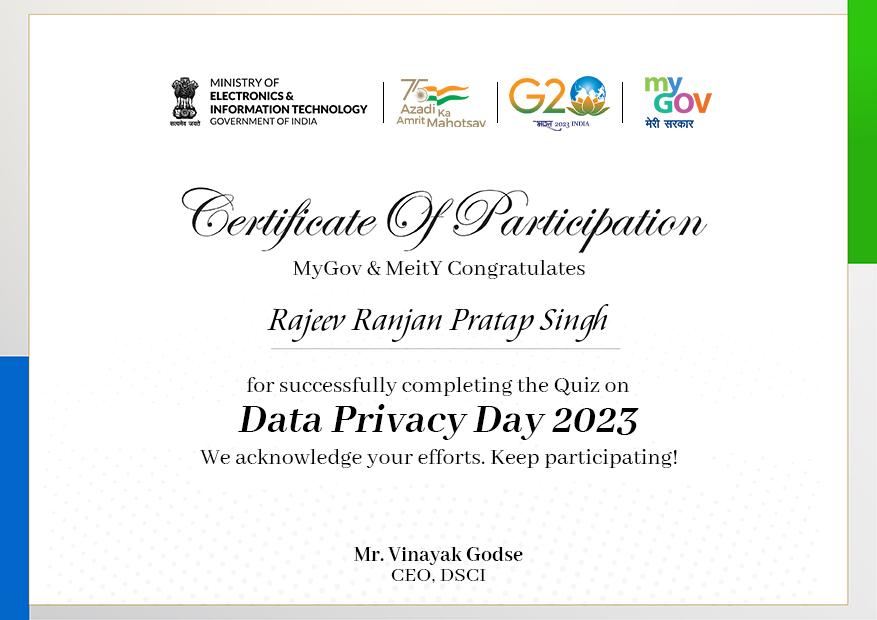 सत्यमेव जयते
MINISTRY OF
ELECTRONICS &
INFORMATION TECHNOLOGY
GOVERNMENT OF INDIA
75
Azadi Ka
Amrit Mahotsav
G20
भारत 2023 INDIA
my
GOV
मेरी सरकार
Certificate Of Participation
MyGov & MeitY Congratulates
Rajeev Ranjan Pratap Singh
for successfully completing the Quiz on
Data Privacy Day 2023
We acknowledge your efforts. Keep participating!
Mr. Vinayak Godse
CEO, DSCI